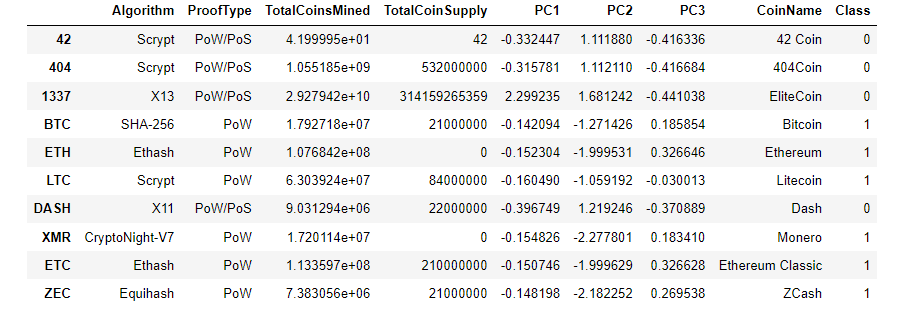 Algorithm ProofType TotalCoinsMined TotalCoinSupply PC1 PC2 PC3 CoinName Class
42 Scrypt PoW/PoS 4.199995e+01 42 -0.332447 1.111880 -0.416336 42 Coin 0
404 Scrypt PoW/PoS 1.055185e+09 532000000 -0.315781 1.112110 -0.416684 404Coin 0
1337 X13 PoW/PoS 2.927942e+10 314159265359 2.299235 1.681242 -0.441038 EliteCoin 0
BTC SHA-256 PoW 1.792718e+07 21000000 -0.142094 -1.271426 0.185854 Bitcoin 1
ETH Ethash PoW 1.076842e+08 0 -0.152304 -1.999531 0.326646 Ethereum 1
LTC Scrypt PoW 6.303924e+07 84000000 -0.160490 -1.059192 -0.030013 Litecoin 1
DASH X11 PoW/PoS 9.031294e+06 22000000 -0.396749 1.219246 -0.370889 Dash 0
XMR CryptoNight-V7 PoW 1.720114e+07 0 -0.154826 -2.277801 0.183410 Monero 1
ETC Ethash PoW 1.133597e+08 210000000 -0.150746 -1.999629 0.326628 Ethereum Classic 1
ZEC Equihash PoW 7.383056e+06 21000000 -0.148198 -2.182252 0.269538 ZCash 1